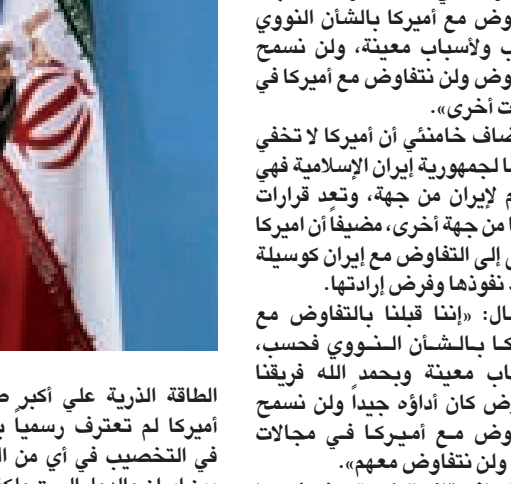 وض مع أميركا بالشأن النووي
ب ولأسباب معينة، ولن نسمح
وض ولن نتفاوض مع أميركا في
ت أخرى».
ضاف خامنئي أن أميركا لا تخفي
ا لجمهورية إيران الإسلامية فهي
م لإيران من جهة، وتعد قرارات
ا من جهة أخرى، مضيفاً أن اميركا
ى إلى التفاوض مع إيران كوسيلة
نفوذها وفرض إرادتها.
ال: «إننا قبلنا بالتفاوض مع
كا بالشأن النووي فحسب،
اب معينة وبحمد الله فريقنا
وض كان أداؤه جيداً ولن نسمح
وض مع أميركا في مجالات
ولن نتفاوض معهم».
الطاقة الذرية علي أكبر ص
أميركا لم تعترف رسمياً ب
في التخصيب في أي من ال